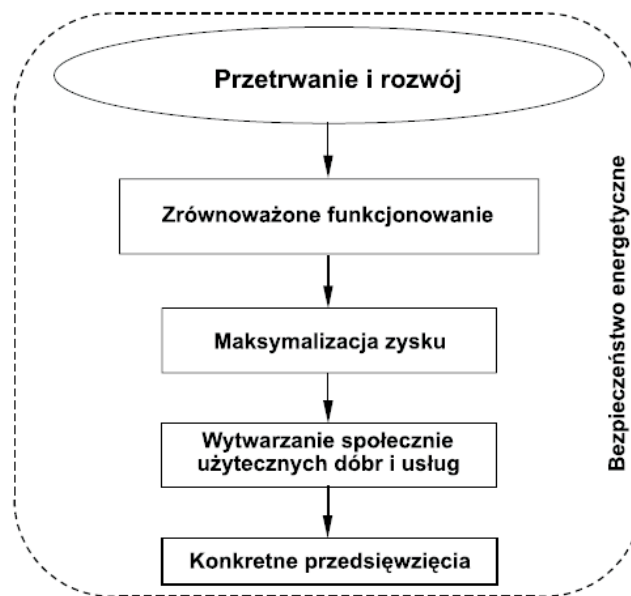 Przetrwanie i rozwój
Zrównoważone funkcjonowanie
Maksymalizacja zysku
Wytwarzanie społecznie
użytecznych dóbr i usług
Konkretne przedsięwzięcia
Bezpieczeństwo energetyczne